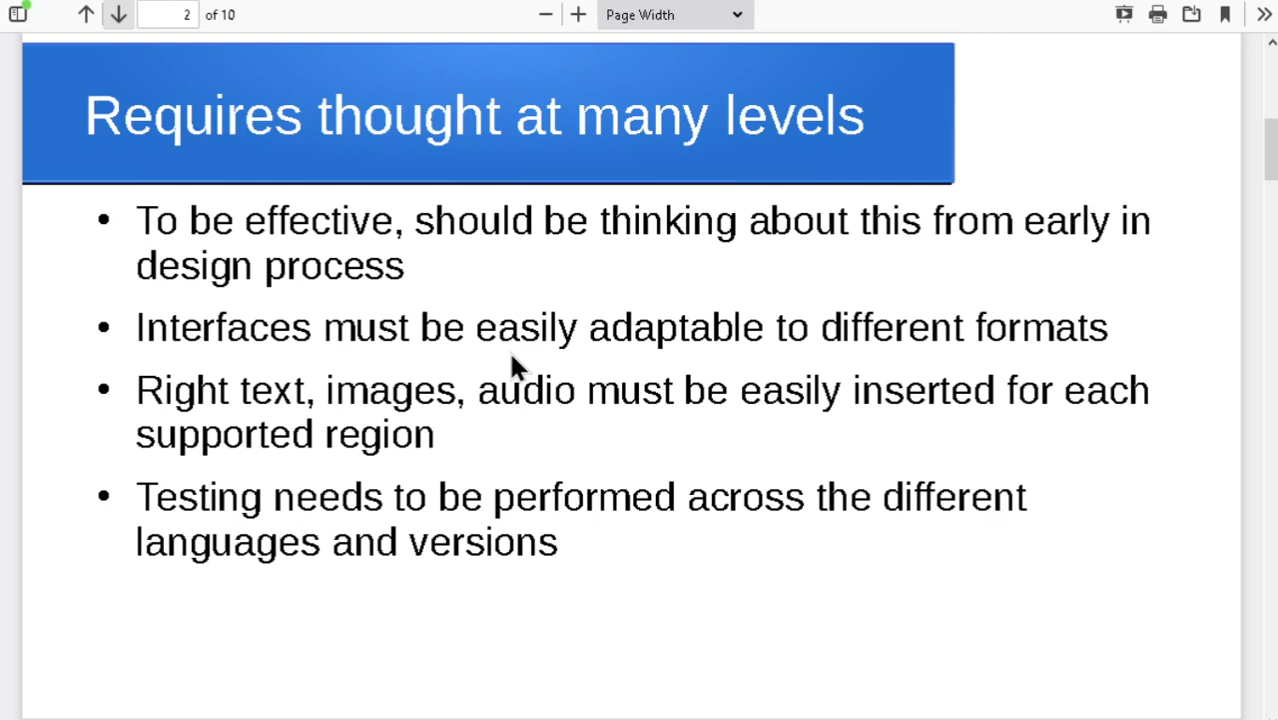 2 of 10 Page Width
Requires thought at many levels
• To be effective, should be thinking about this from early in
design process
• Interfaces must be easily adaptable to different formats
• Right text, images, audio must be easily inserted for each
supported region
• Testing needs to be performed across the different
languages and versions